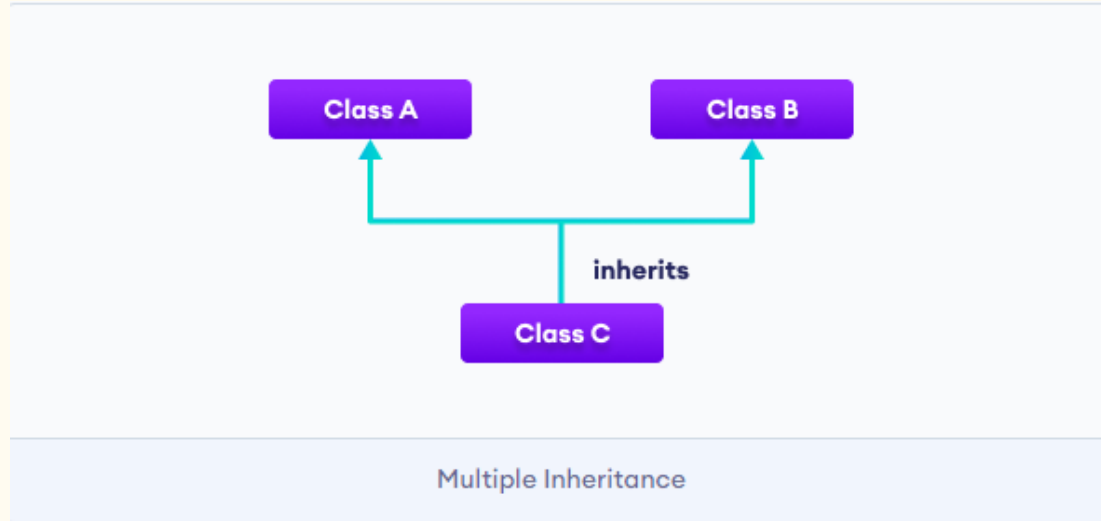 Class A
Class B
inherits
Class C
Multiple Inheritance